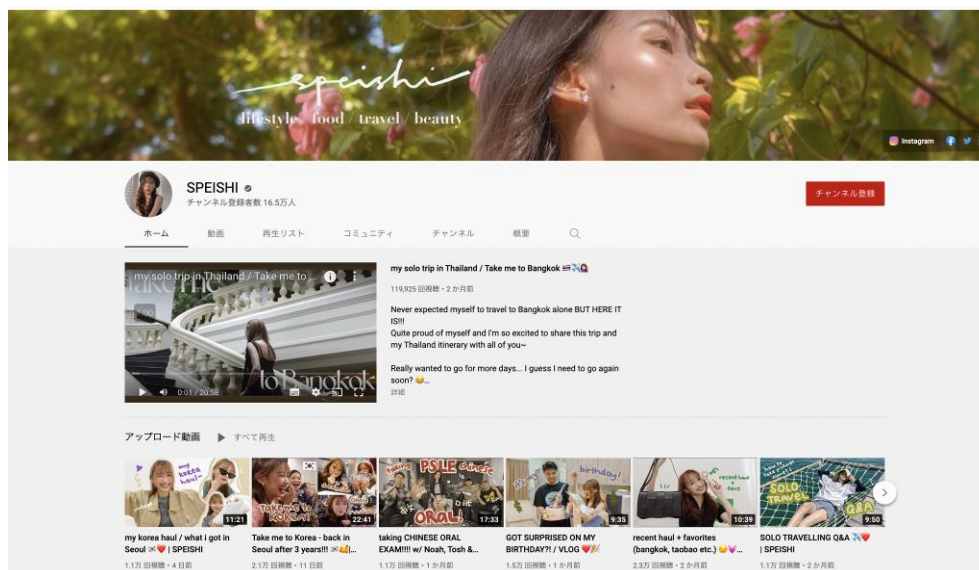 speishi
lifestyle / food / travel / beauty
Instagram
SPEISHI
チャンネル登録者数 16.5万人
チャンネル登録
ホーム
動画
再生リスト
コミュニティ
チャンネル
概要
my solo trip in Thailand / Take me to
TAKE ME
to Bangkok
0:01 / 20:58
my solo trip in Thailand / Take me to Bangkok
119,925 回視聴・2 か月前
Never expected myself to travel to Bangkok alone BUT HERE IT
IS!!!
Quite proud of myself and I'm so excited to share this trip and
my Thailand itinerary with all of you~
Really wanted to go for more days... I guess I need to go again
soon? 😂...
詳細
アップロード動画
すべて再生
my
korea
haul~
11:21
TAKE ME TO
KOREA!!
22:41
taking PSLE chinese
ORAL!
17:33
birthday!
9:35
recent haul
+
favs
10:39
how to
SOLO
TRAVEL
Q&A
9:50
my korea haul / what i got in
Seoul 🇰🇷❤️ | SPEISHI
1.1万 回視聴・4 日前
Take me to Korea - back in
Seoul after 3 years!!!
2.1万 回視聴・11 日前
taking CHINESE ORAL
EXAM!!!! w/ Noah, Tosh &...
1.1万 回視聴・1 か月前
GOT SURPRISED ON MY
BIRTHDAY?! / VLOG ❤️🎉
1.5万 回視聴・1 か月前
recent haul + favorites
(bangkok, taobao etc.)
2.3万 回視聴・2 か月前
SOLO TRAVELLING Q&A ✈️❤️
| SPEISHI
1.1万 回視聴・2 か月前